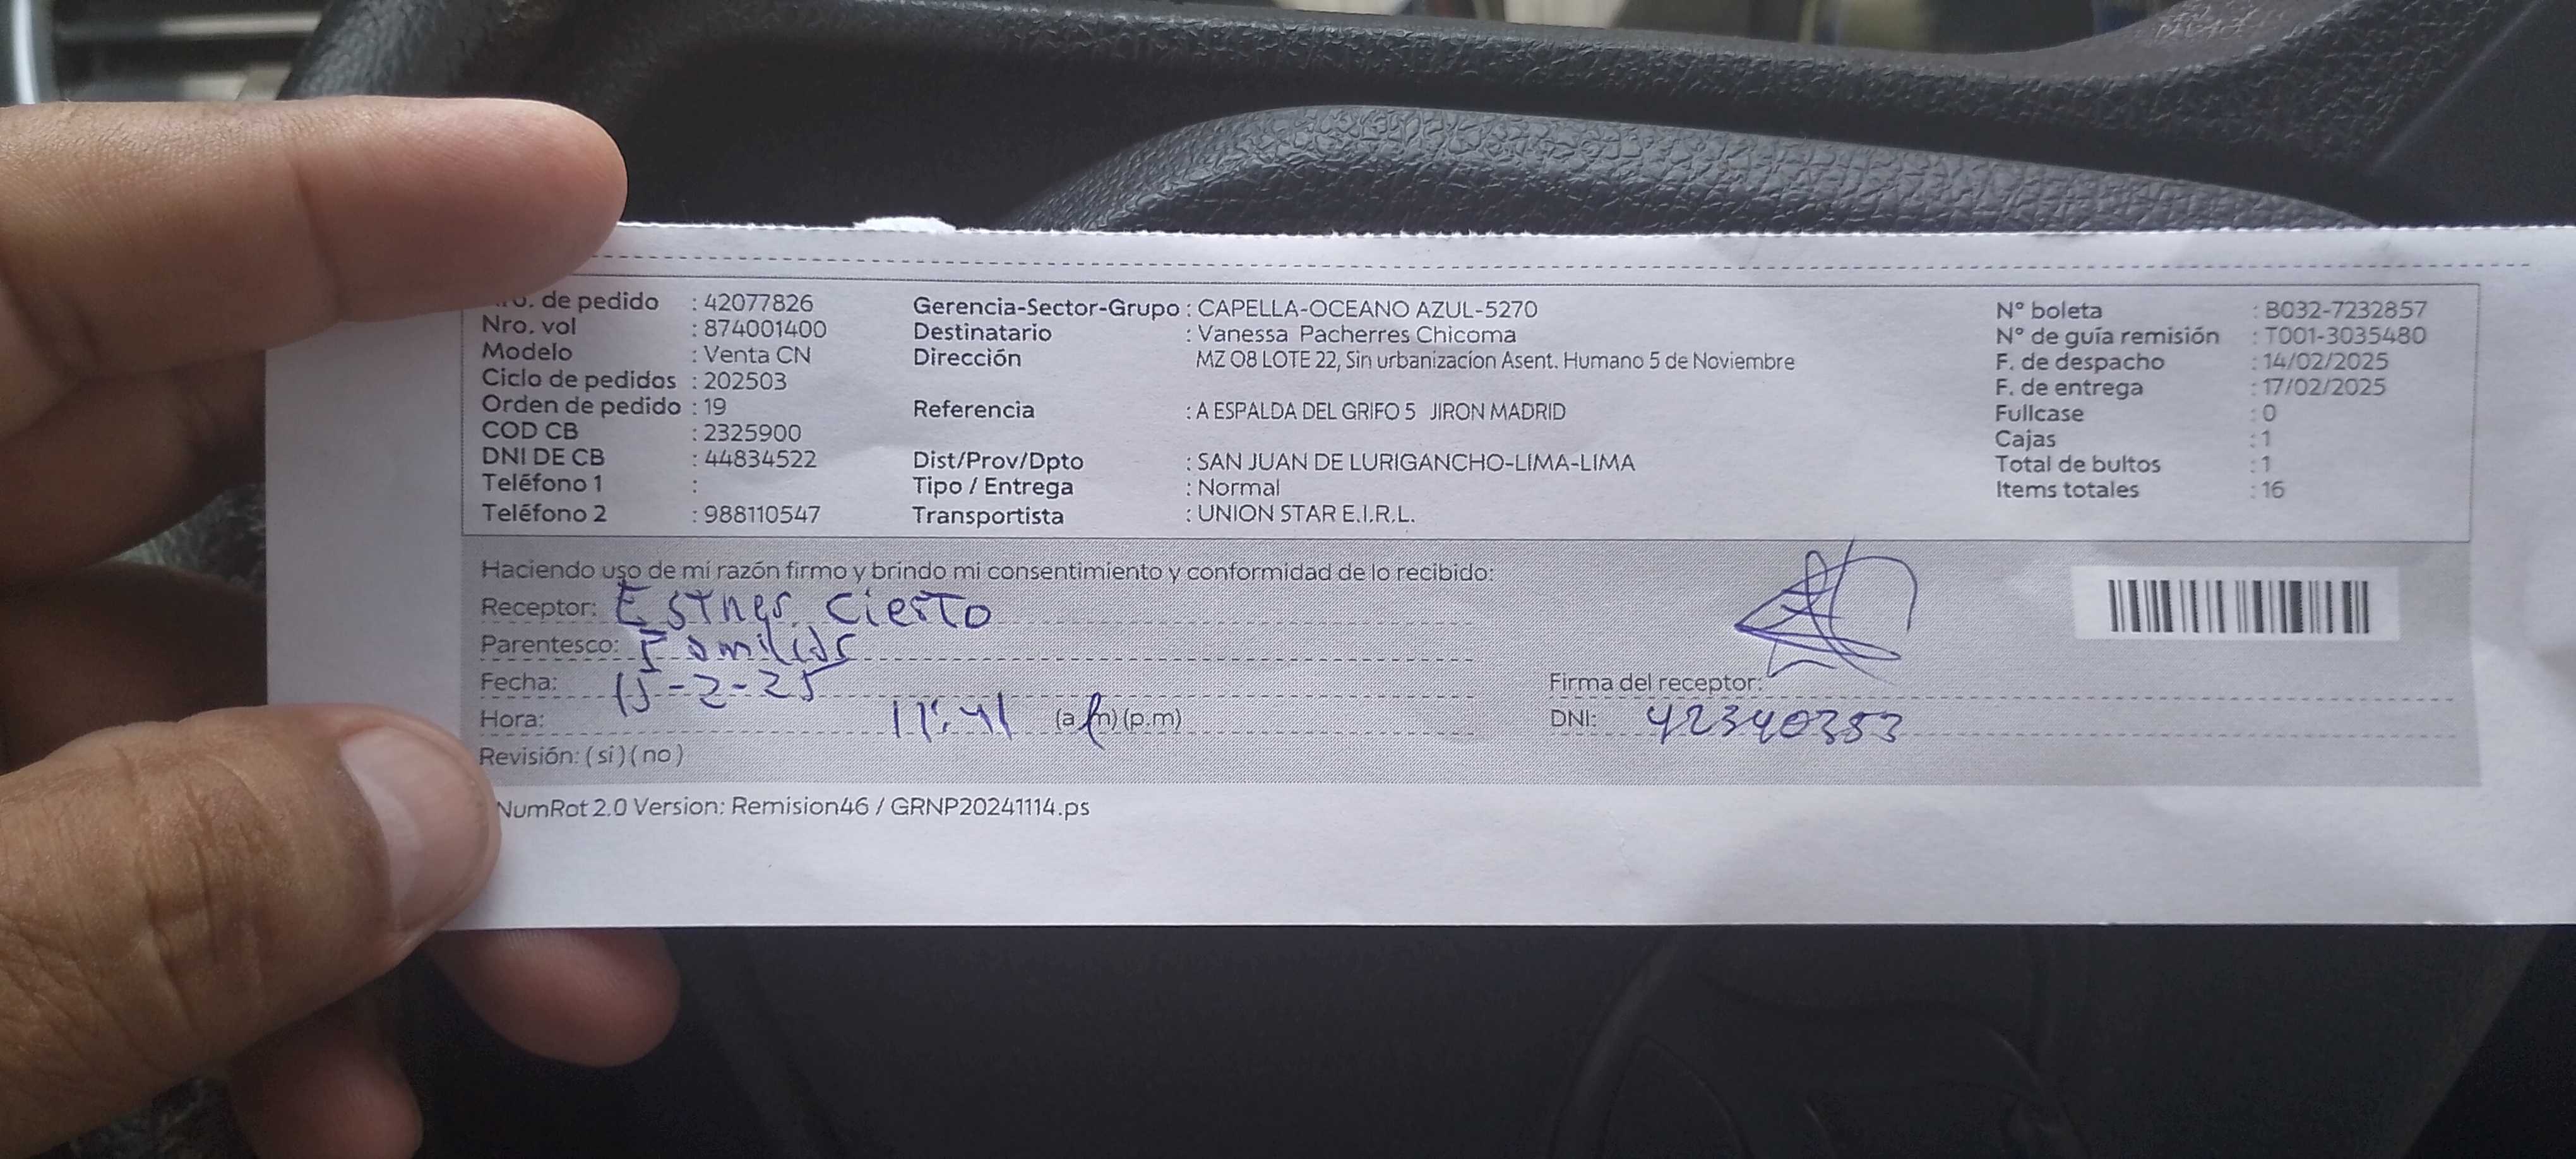 Nro. de pedido : 42077826
Nro. vol : 874001400
Modelo : Venta CN
Ciclo de pedidos : 202503
Orden de pedido : 19
COD CB : 2325900
DNI DE CB : 44834522
Teléfono 1 :
Teléfono 2 : 988110547
Gerencia-Sector-Grupo : CAPELLA-OCEANO AZUL-5270
Destinatario : Vanessa Pacherres Chicoma
Dirección MZ O8 LOTE 22, Sin urbanizacion Asent. Humano 5 de Noviembre
Referencia : A ESPALDA DEL GRIFO 5 JIRON MADRID
Dist/Prov/Dpto : SAN JUAN DE LURIGANCHO-LIMA-LIMA
Tipo / Entrega : Normal
Transportista : UNION STAR E.I.R.L.
N° boleta : B032-7232857
N° de guía remisión : T001-3035480
F. de despacho : 14/02/2025
F. de entrega : 17/02/2025
Fullcase : 0
Cajas : 1
Total de bultos : 1
Items totales : 16
Haciendo uso de mi razón firmo y brindo mi consentimiento y conformidad de lo recibido:
Receptor: Esther Cierto
Parentesco: Familiar
Fecha: 15-2-25
Hora: 11:41 (a.m) (p.m)
Revisión: ( si ) ( no )
Firma del receptor:
DNI: 42340353
NumRot 2.0 Version: Remision46 / GRNP20241114.ps